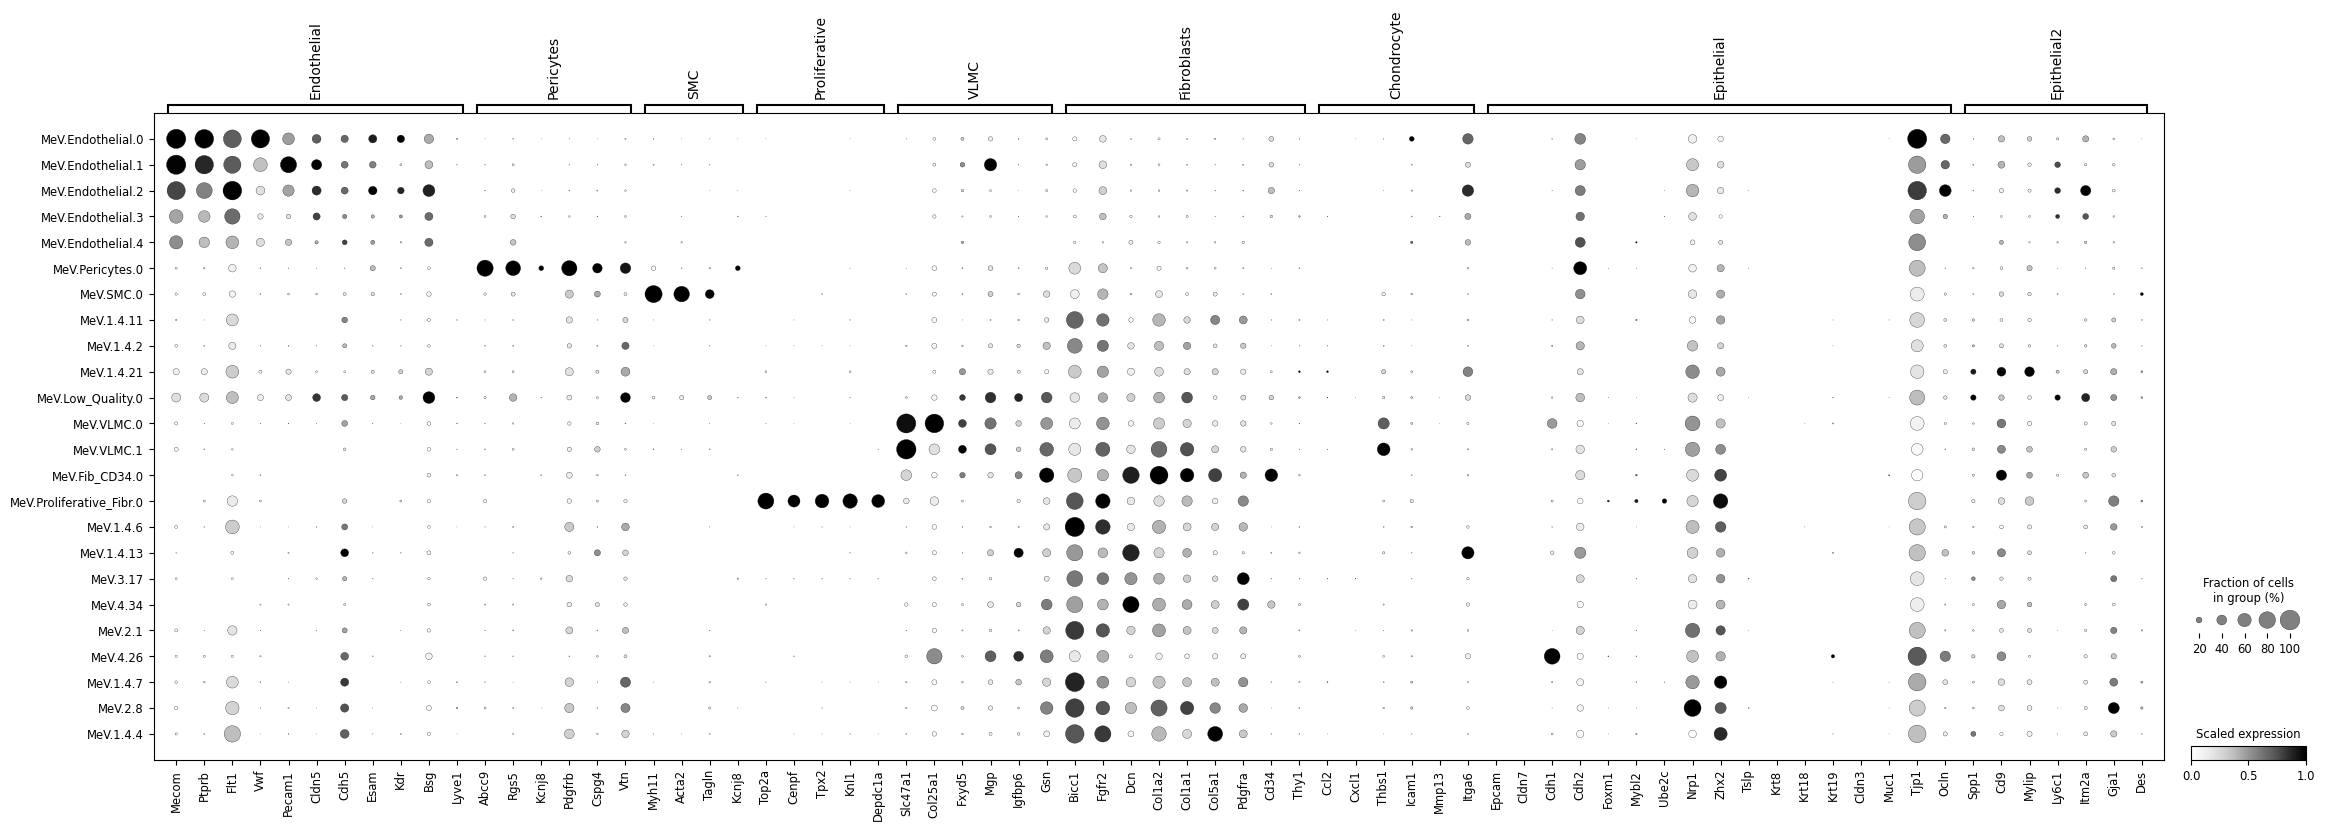 Endothelial
Pericytes
SMC
Proliferative
VLMC
Fibroblasts
Chondrocyte
Epithelial
Epithelial2
MeV.Endothelial.0
MeV.Endothelial.1
MeV.Endothelial.2
MeV.Endothelial.3
MeV.Endothelial.4
MeV.Pericytes.0
MeV.SMC.0
MeV.1.4.11
MeV.1.4.2
MeV.1.4.21
MeV.Low_Quality.0
MeV.VLMC.0
MeV.VLMC.1
MeV.Fib_CD34.0
MeV.Proliferative_Fibr.0
MeV.1.4.6
MeV.1.4.13
MeV.3.17
MeV.4.34
MeV.2.1
MeV.4.26
MeV.1.4.7
MeV.2.8
MeV.1.4.4
Mecom
Ptprb
Flt1
Vwf
Pecam1
Cldn5
Cdh5
Esam
Kdr
Bsg
Lyve1
Abcc9
Rgs5
Kcnj8
Pdgfrb
Cspg4
Vtn
Myh11
Acta2
Tagln
Kcnj8
Top2a
Cenpf
Tpx2
Knl1
Depdc1a
Slc47a1
Col25a1
Fxyd5
Mgp
Igfbp6
Gsn
Bicc1
Fgfr2
Dcn
Col1a2
Col1a1
Col5a1
Pdgfra
Cd34
Thy1
Ccl2
Cxcl1
Thbs1
Icam1
Mmp13
Itga6
Epcam
Cldn7
Cdh1
Cdh2
Foxm1
Mybl2
Ube2c
Nrp1
Zhx2
Tslp
Krt8
Krt18
Krt19
Cldn3
Muc1
Tjp1
Ocln
Spp1
Cd9
Mylip
Ly6c1
Itm2a
Gja1
Des
Fraction of cells
in group (%)
20 40 60 80 100
Scaled expression
0.0 0.5 1.0